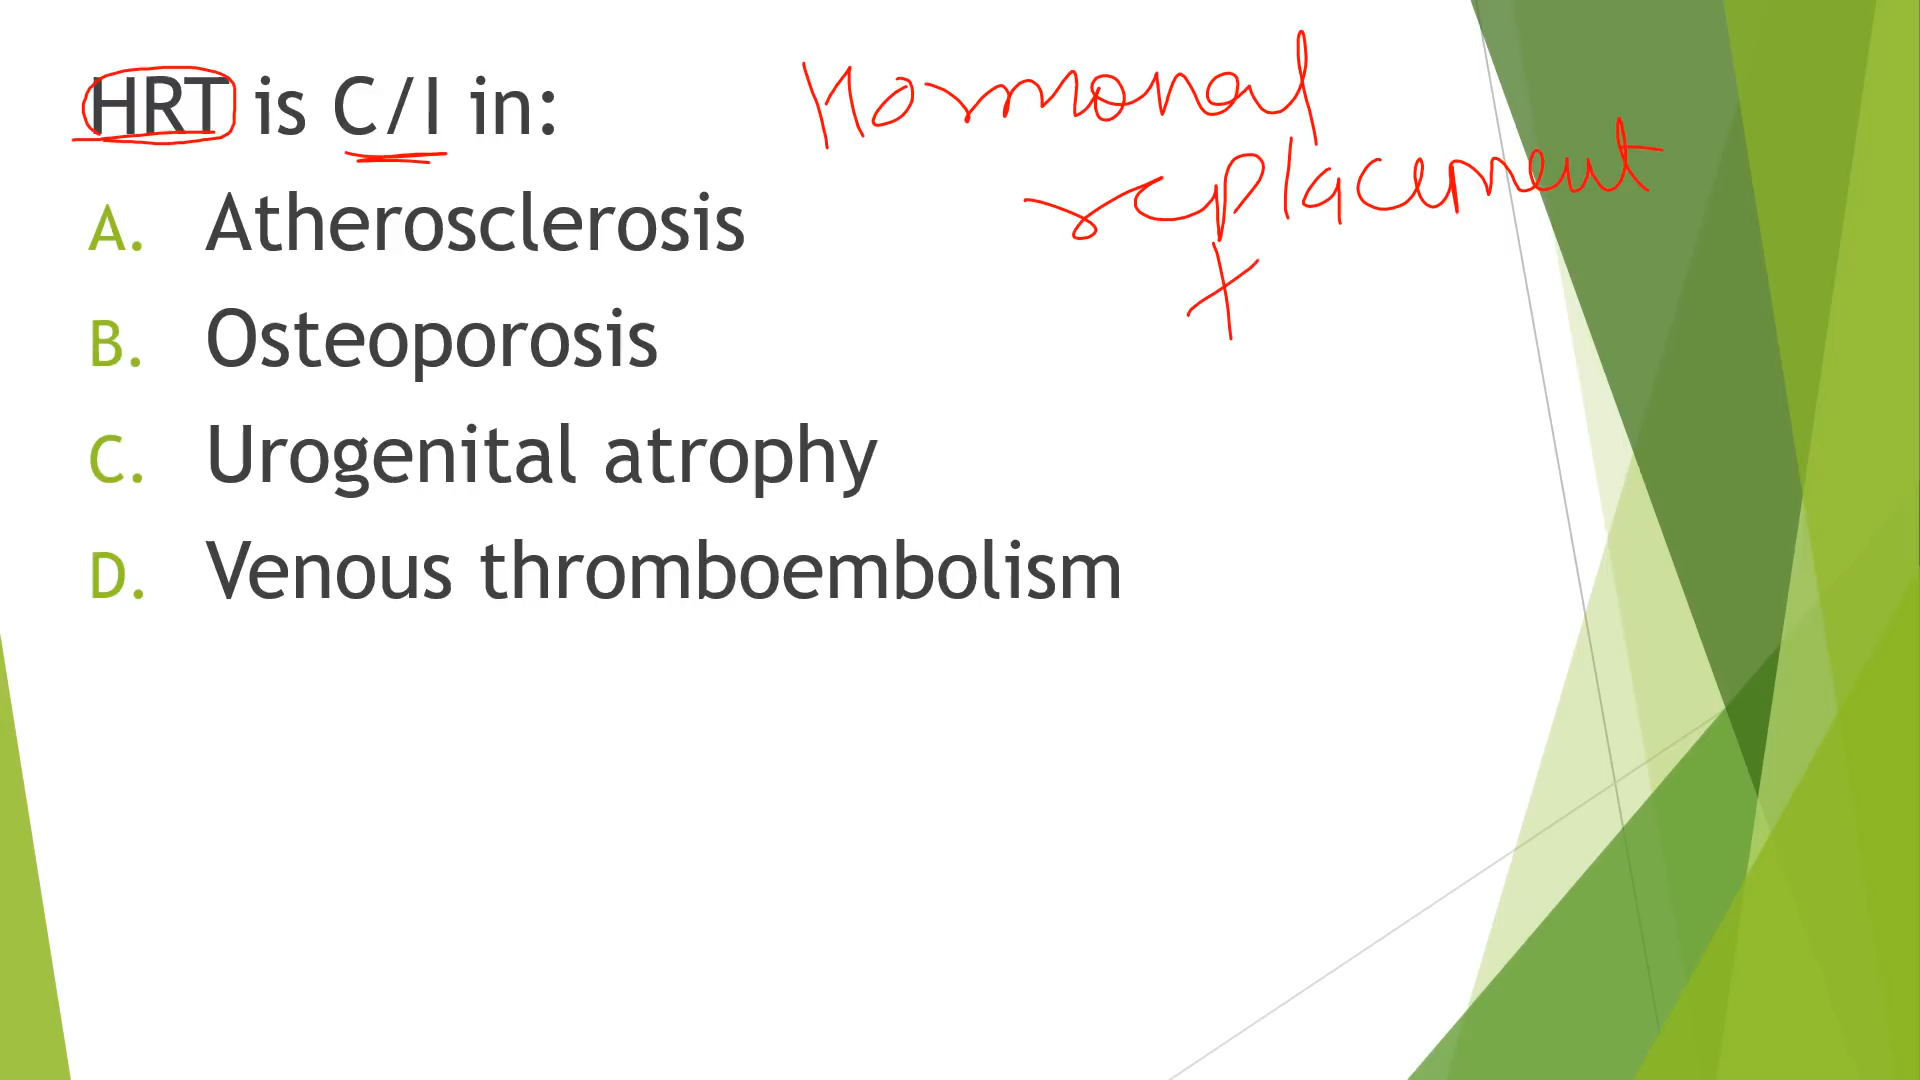 HRT is C/I in:
Hormonal
replacement
A. Atherosclerosis
B. Osteoporosis
C. Urogenital atrophy
D. Venous thromboembolism